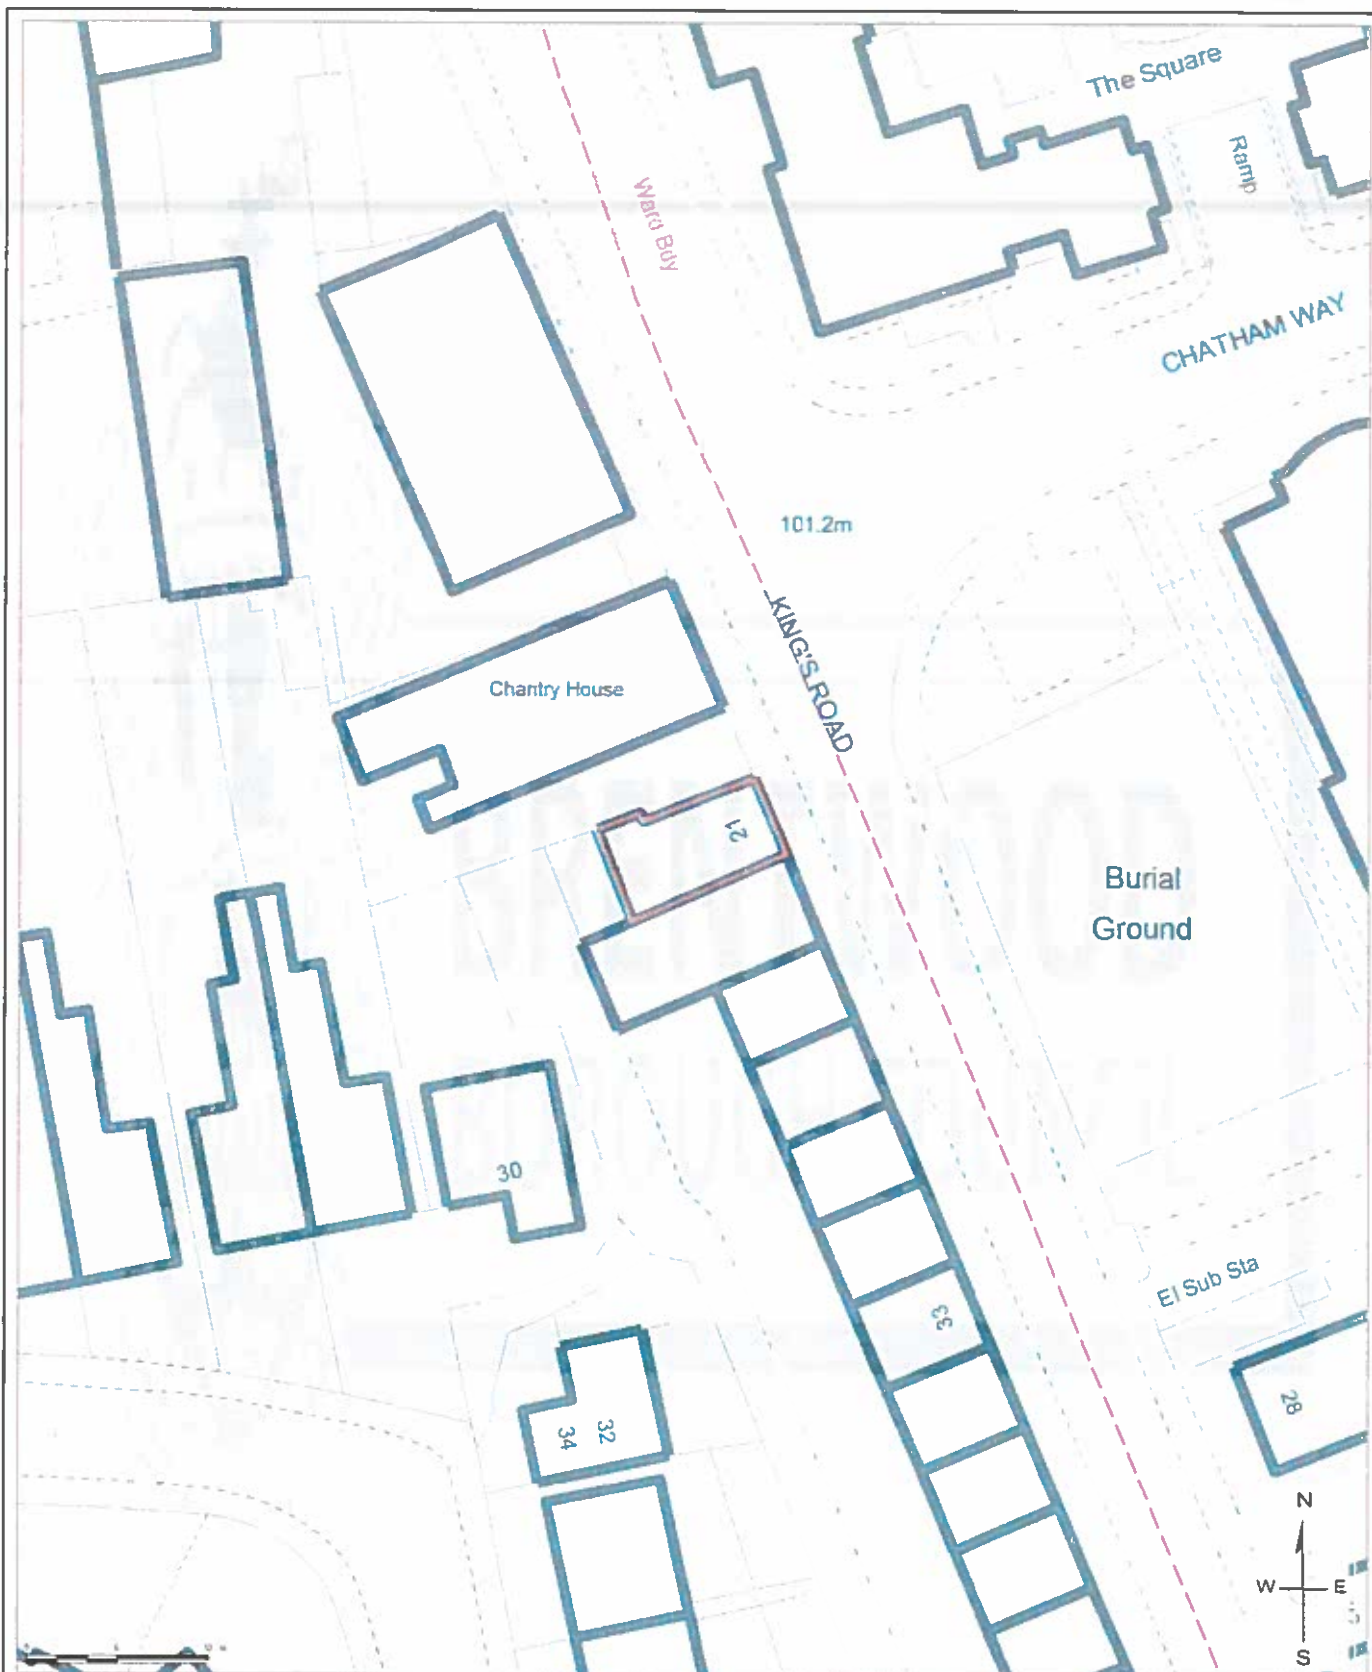 The Square
Ramp
Ward Bdy
CHATHAM WAY
101.2m
KING'S ROAD
Chantry House
21
Burial
Ground
30
El Sub Sta
33
28
32
34
N
W E
S